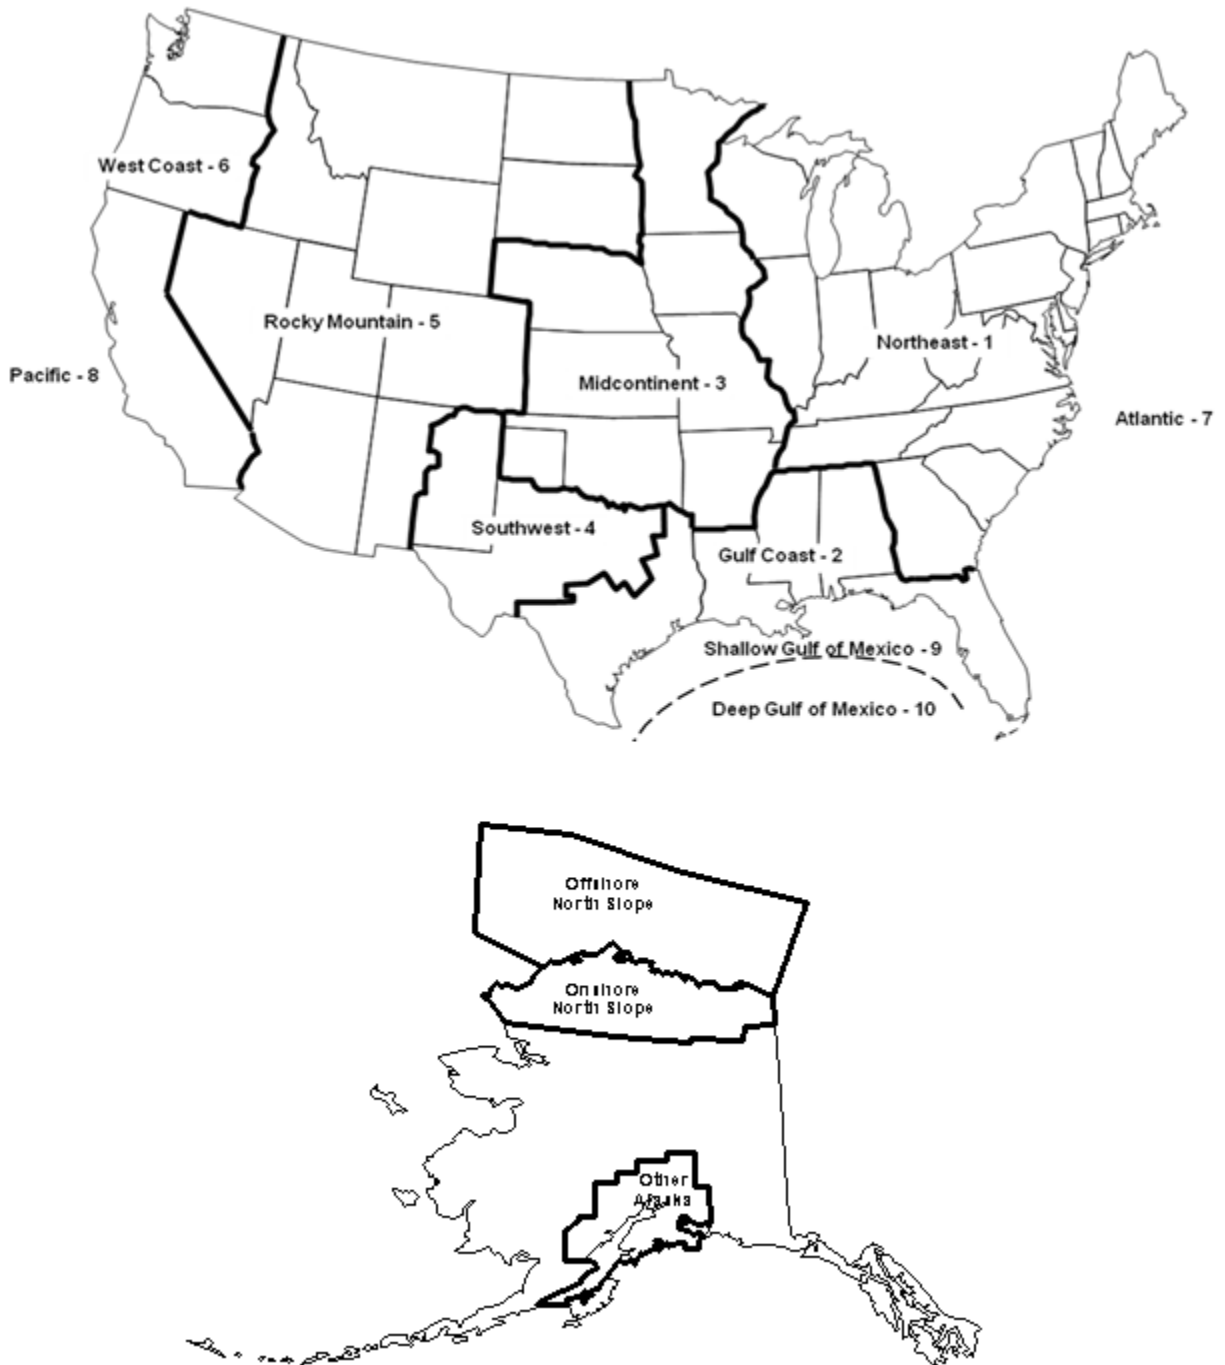 West Coast - 6
Rocky Mountain - 5
Northeast - 1
Pacific - 8
Midcontinent - 3
Atlantic - 7
Southwest - 4
Gulf Coast - 2
Shallow Gulf of Mexico - 9
Deep Gulf of Mexico - 10
Offshore
North Slope
Onshore
North Slope
Other
Alaska